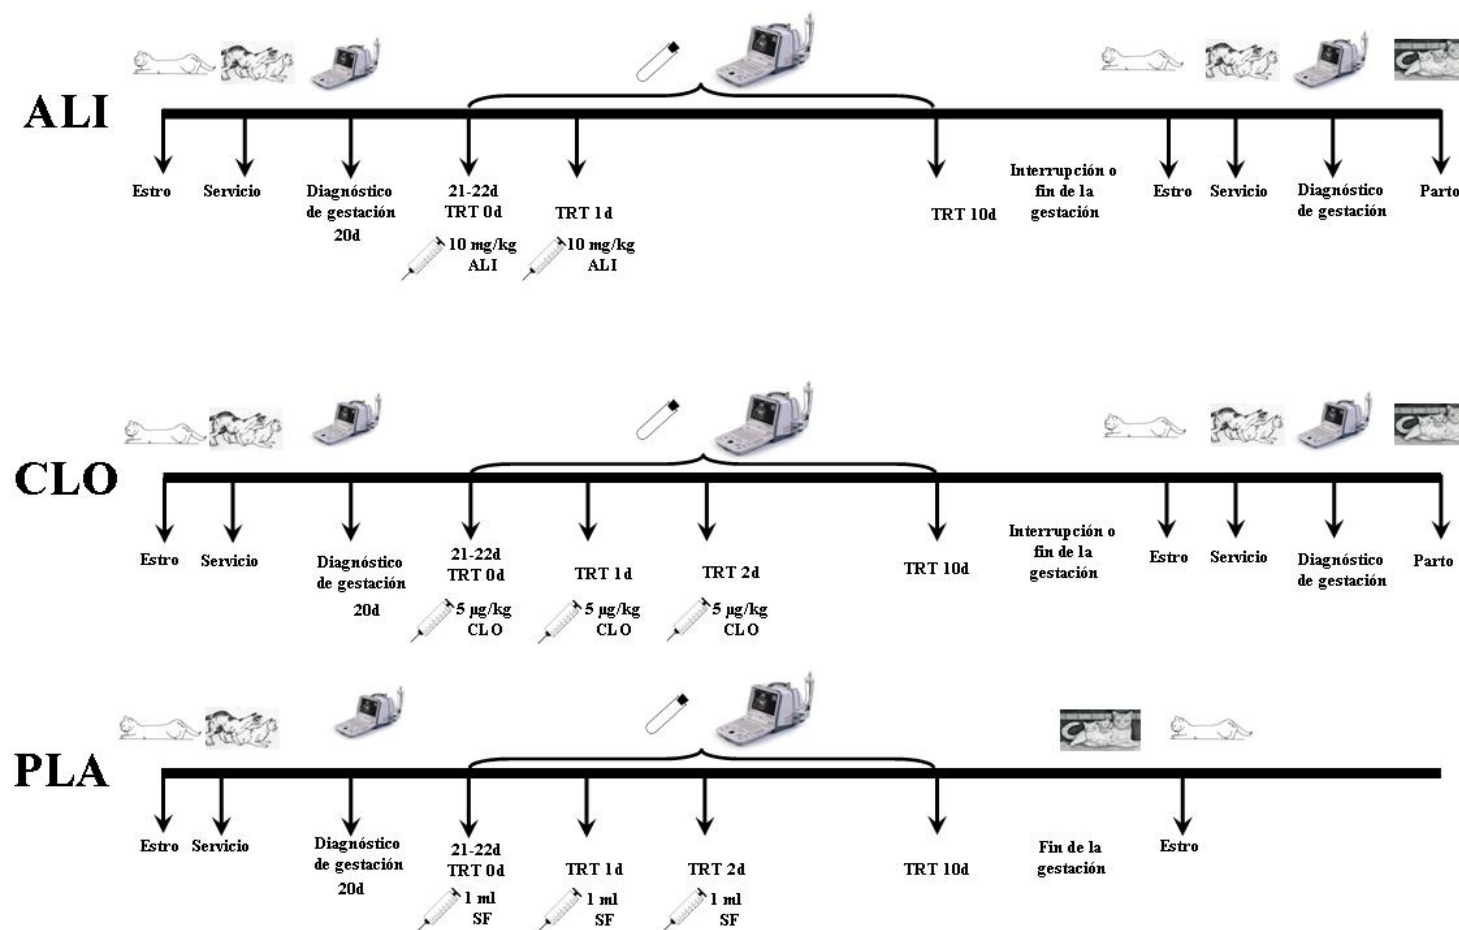 ALI
Estro
Servicio
Diagnóstico
de gestación
20d
21-22d
TRT 0d
10 mg/kg
ALI
TRT 1d
10 mg/kg
ALI
TRT 10d
Interrupción o
fin de la
gestación
Estro
Servicio
Diagnóstico
de gestación
Parto
CLO
Estro
Servicio
Diagnóstico
de gestación
20d
21-22d
TRT 0d
5 µg/kg
CLO
TRT 1d
5 µg/kg
CLO
TRT 2d
5 µg/kg
CLO
TRT 10d
Interrupción o
fin de la
gestación
Estro
Servicio
Diagnóstico
de gestación
Parto
PLA
Estro
Servicio
Diagnóstico
de gestación
20d
21-22d
TRT 0d
1 ml
SF
TRT 1d
1 ml
SF
TRT 2d
1 ml
SF
TRT 10d
Fin de la
gestación
Estro